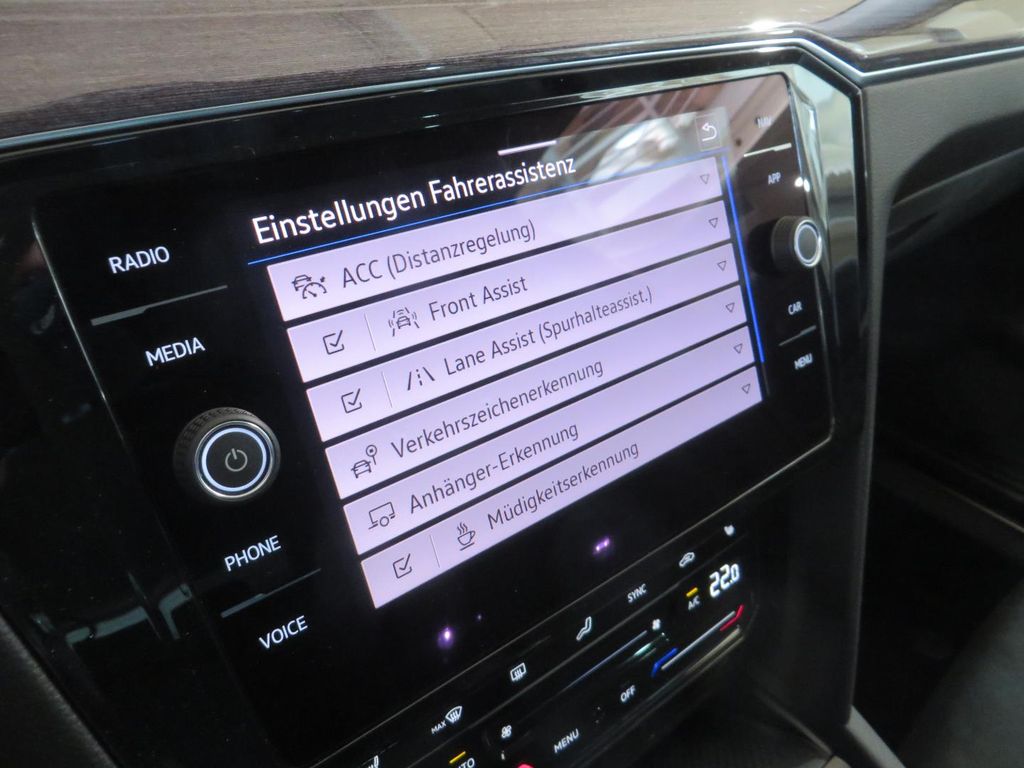 Einstellungen Fahrerassistenz
ACC (Distanzregelung)
Front Assist
Lane Assist (Spurhalteassist.)
Verkehrszeichenerkennung
Anhänger-Erkennung
Müdigkeitserkennung
RADIO
MEDIA
PHONE
VOICE
NAV
APP
CAR
MENU
SYNC
A/C
22.0
MAX
OFF
MENU